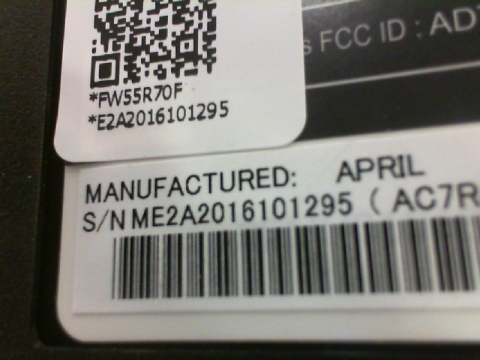 s FCC ID : AD
*FW55R70F
*E2A2016101295
MANUFACTURED: APRIL
S/N ME2A2016101295 ( AC7R